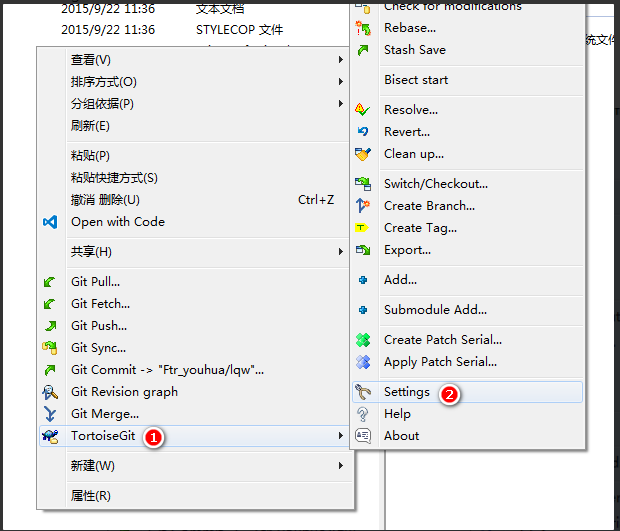 2015/9/22 11:36 文本文档
2015/9/22 11:36 STYLECOP 文件
查看(V)
排序方式(O)
分组依据(P)
刷新(E)
粘贴(P)
粘贴快捷方式(S)
撤消 删除(U) Ctrl+Z
Open with Code
共享(H)
Git Pull...
Git Fetch...
Git Push...
Git Sync...
Git Commit -> "Ftr_youhua/lqw"...
Git Revision graph
Git Merge...
TortoiseGit 1
新建(W)
属性(R)
Check for modifications
Rebase...
Stash Save
Bisect start
Resolve...
Revert...
Clean up...
Switch/Checkout...
Create Branch...
Create Tag...
Export...
Add...
Submodule Add...
Create Patch Serial...
Apply Patch Serial...
Settings 2
Help
About
统文件